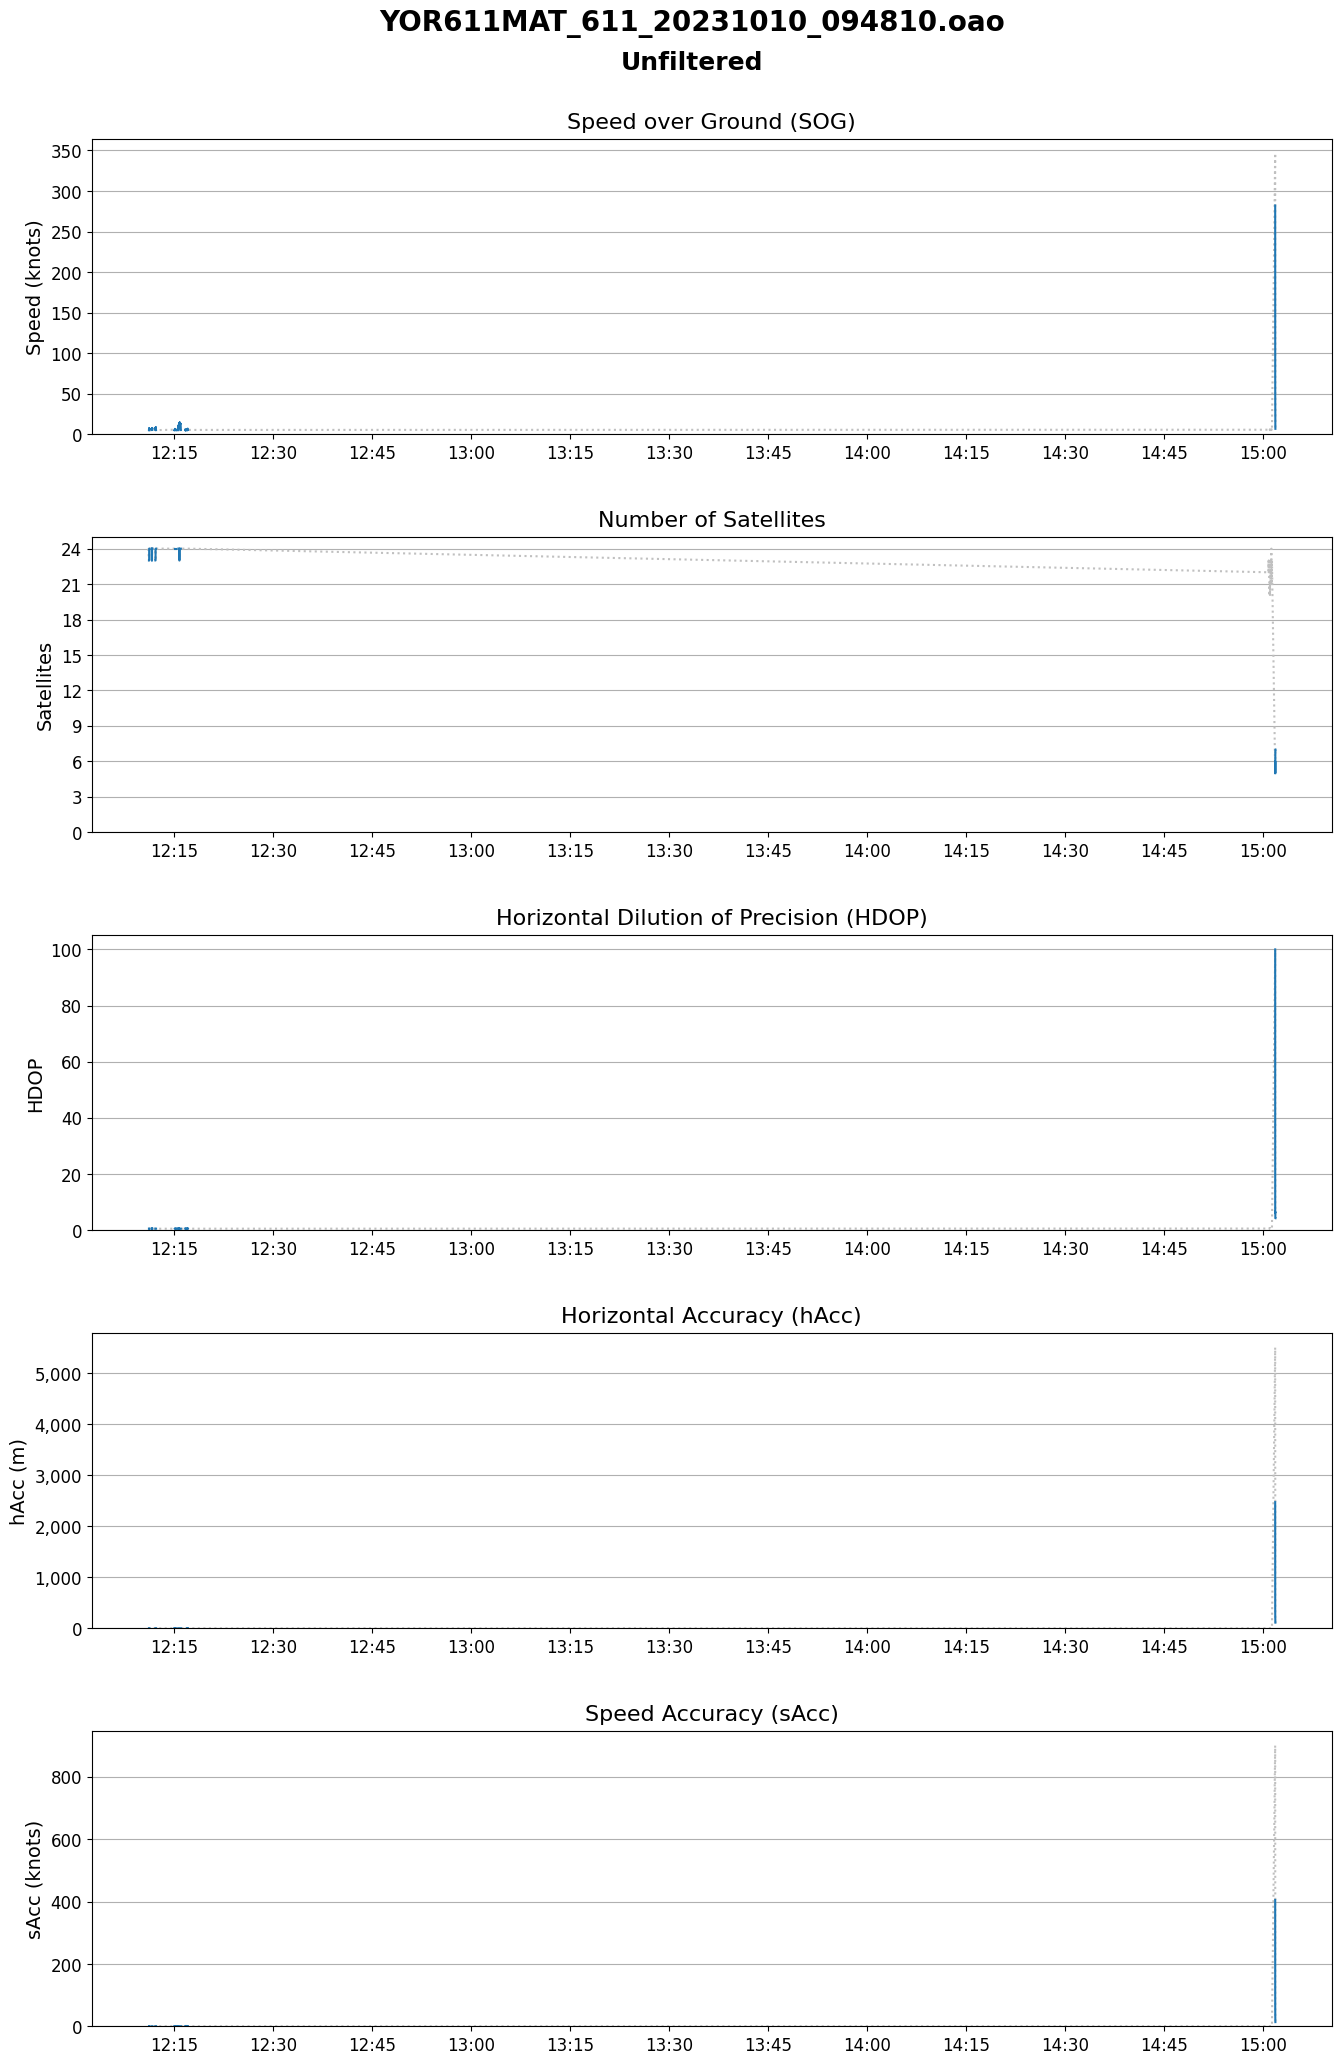 YOR611MAT_611_20231010_094810.oao
Unfiltered
Speed over Ground (SOG)
350
300
250
200
150
100
50
0
Speed (knots)
12:15 12:30 12:45 13:00 13:15 13:30 13:45 14:00 14:15 14:30 14:45 15:00
Number of Satellites
24
21
18
15
12
9
6
3
0
Satellites
12:15 12:30 12:45 13:00 13:15 13:30 13:45 14:00 14:15 14:30 14:45 15:00
Horizontal Dilution of Precision (HDOP)
100
80
60
40
20
0
HDOP
12:15 12:30 12:45 13:00 13:15 13:30 13:45 14:00 14:15 14:30 14:45 15:00
Horizontal Accuracy (hAcc)
5,000
4,000
3,000
2,000
1,000
0
hAcc (m)
12:15 12:30 12:45 13:00 13:15 13:30 13:45 14:00 14:15 14:30 14:45 15:00
Speed Accuracy (sAcc)
800
600
400
200
0
sAcc (knots)
12:15 12:30 12:45 13:00 13:15 13:30 13:45 14:00 14:15 14:30 14:45 15:00